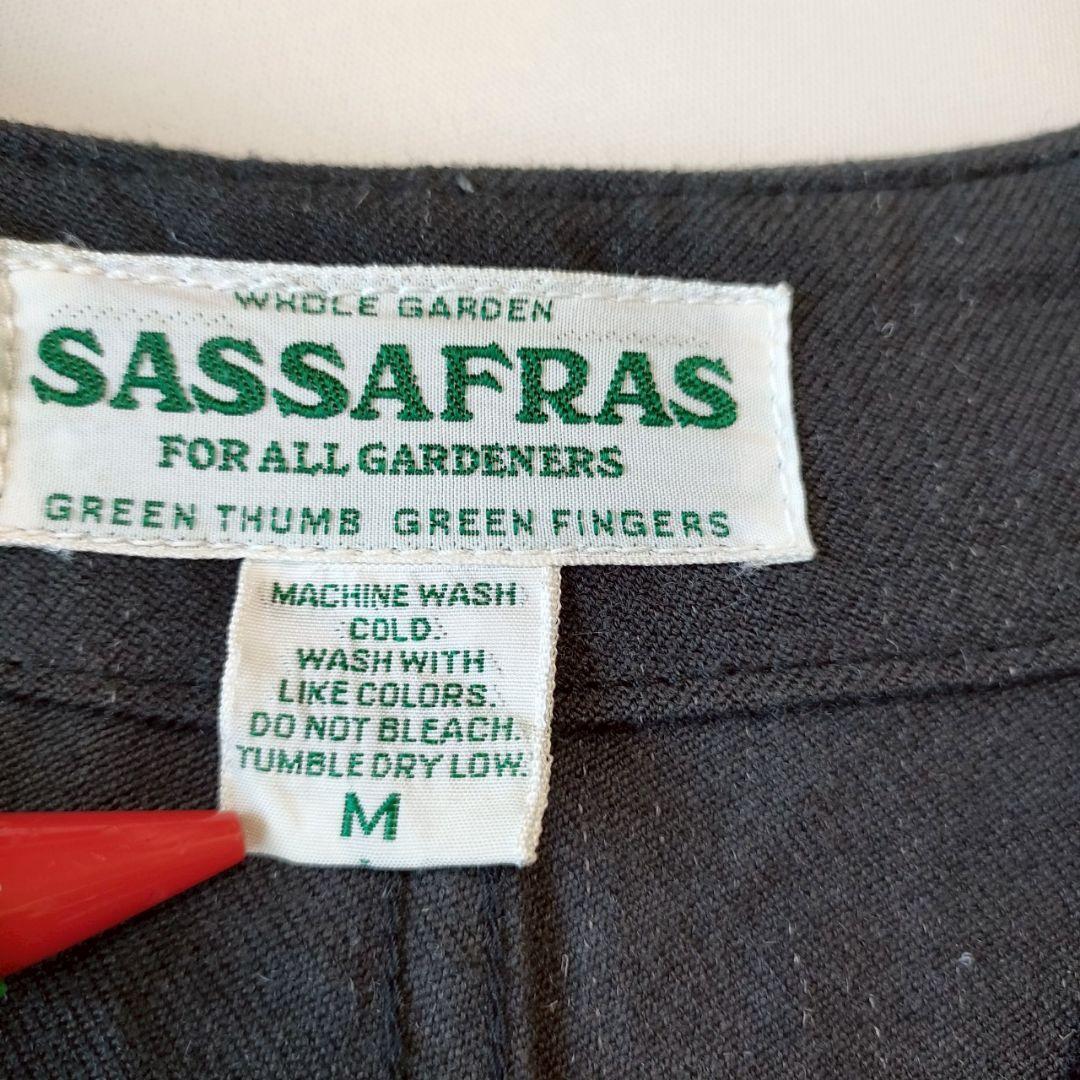 WHOLE GARDEN
SASSAFRAS
FOR ALL GARDENERS
GREEN THUMB GREEN FINGERS
MACHINE WASH
COLD.
WASH WITH
LIKE COLORS.
DO NOT BLEACH.
TUMBLE DRY LOW.
M